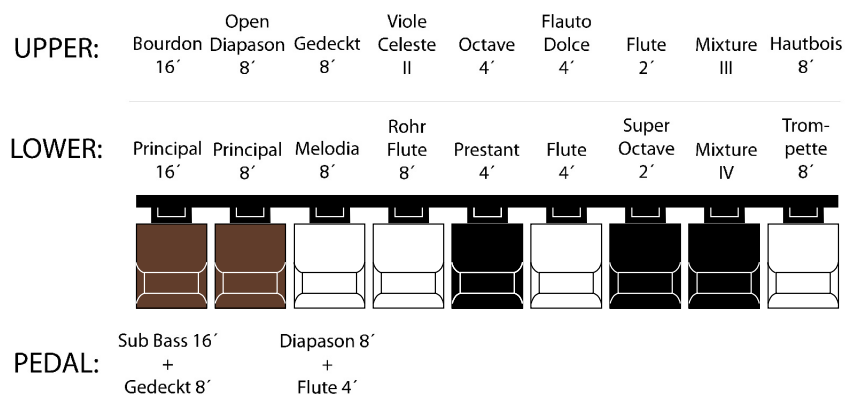 UPPER:
Bourdon 16´
Open Diapason 8´
Gedeckt 8´
Viole Celeste II
Octave 4´
Flauto Dolce 4´
Flute 2´
Mixture III
Hautbois 8´
LOWER:
Principal 16´
Principal 8´
Melodia 8´
Rohr Flute 8´
Prestant 4´
Flute 4´
Super Octave 2´
Mixture IV
Trom-
pette 8´
PEDAL:
Sub Bass 16´
+
Gedeckt 8´
Diapason 8´
+
Flute 4´